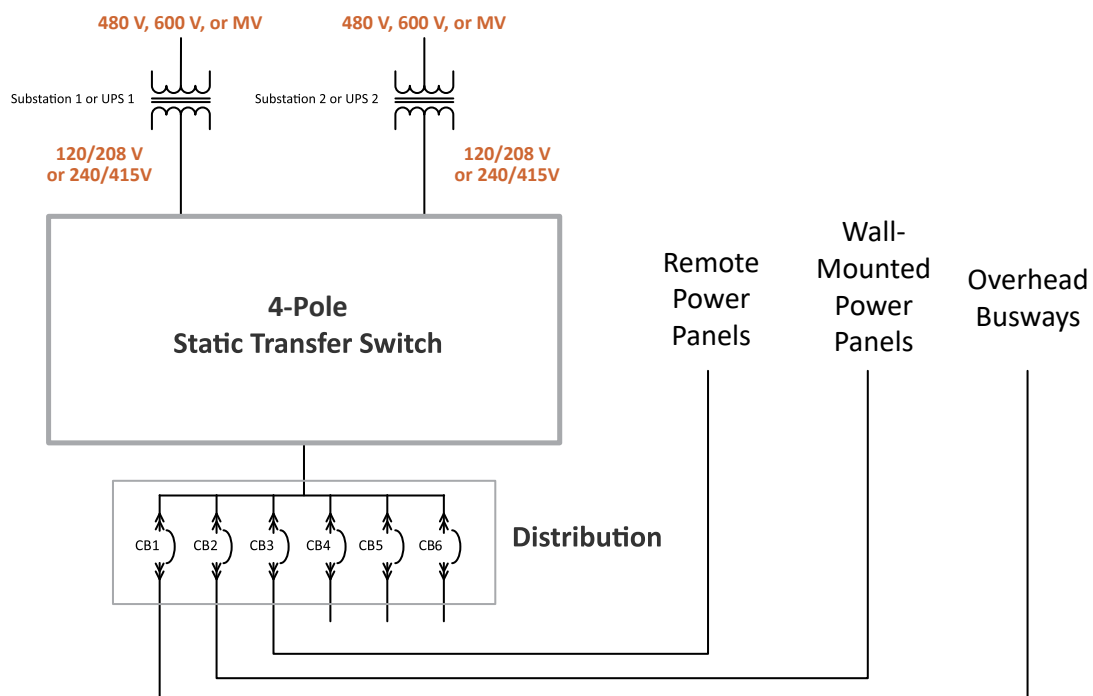 480 V, 600 V, or MV
480 V, 600 V, or MV
Substation 1 or UPS 1
Substation 2 or UPS 2
120/208 V
or 240/415V
120/208 V
or 240/415V
4-Pole
Static Transfer Switch
Remote
Power
Panels
Wall-
Mounted
Power
Panels
Overhead
Busways
CB1
CB2
CB3
CB4
CB5
CB6
Distribution